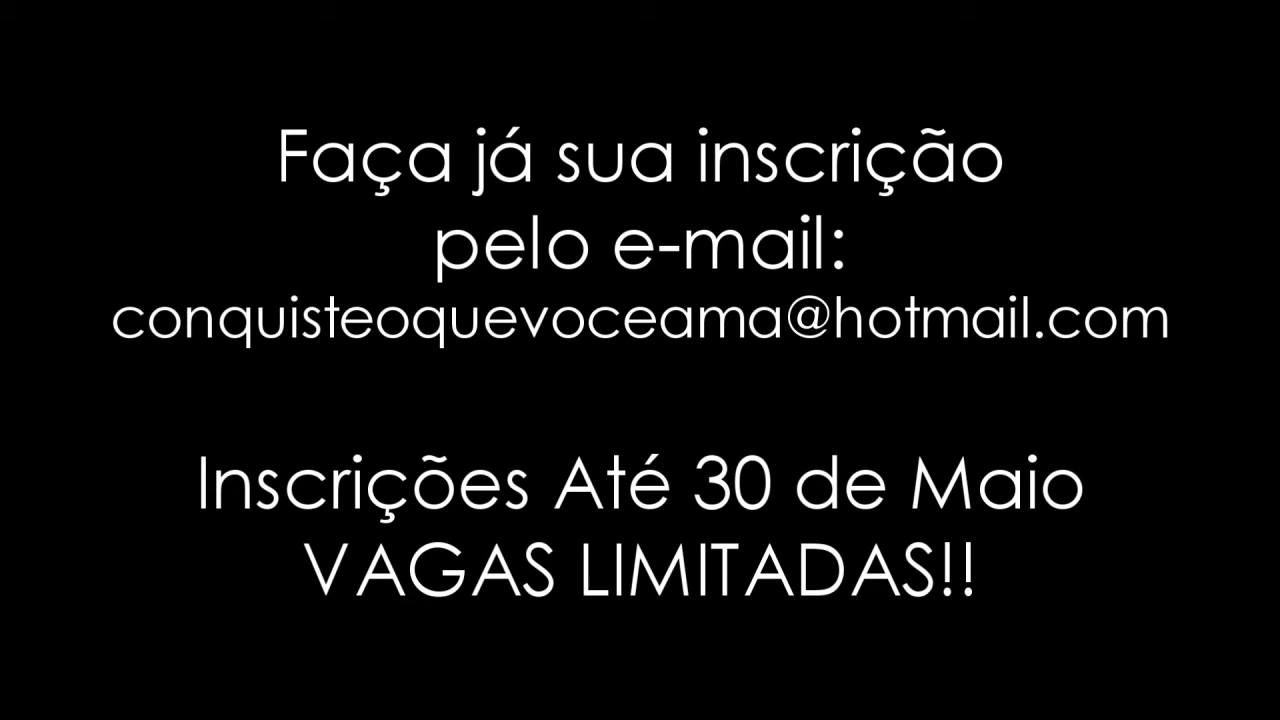 Faça já sua inscrição
pelo e-mail:
conquisteoquevoceama@hotmail.com
Inscrições Até 30 de Maio
VAGAS LIMITADAS!!